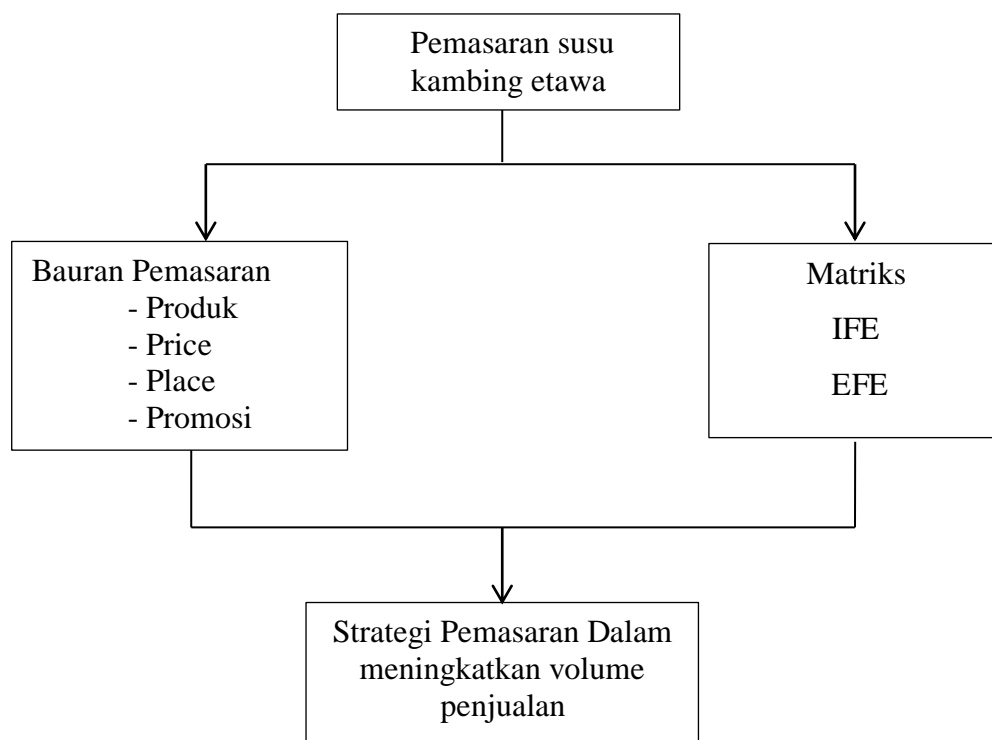 Pemasaran susu
kambing etawa
Bauran Pemasaran
- Produk
- Price
- Place
- Promosi
Matriks
IFE
EFE
Strategi Pemasaran Dalam
meningkatkan volume
penjualan